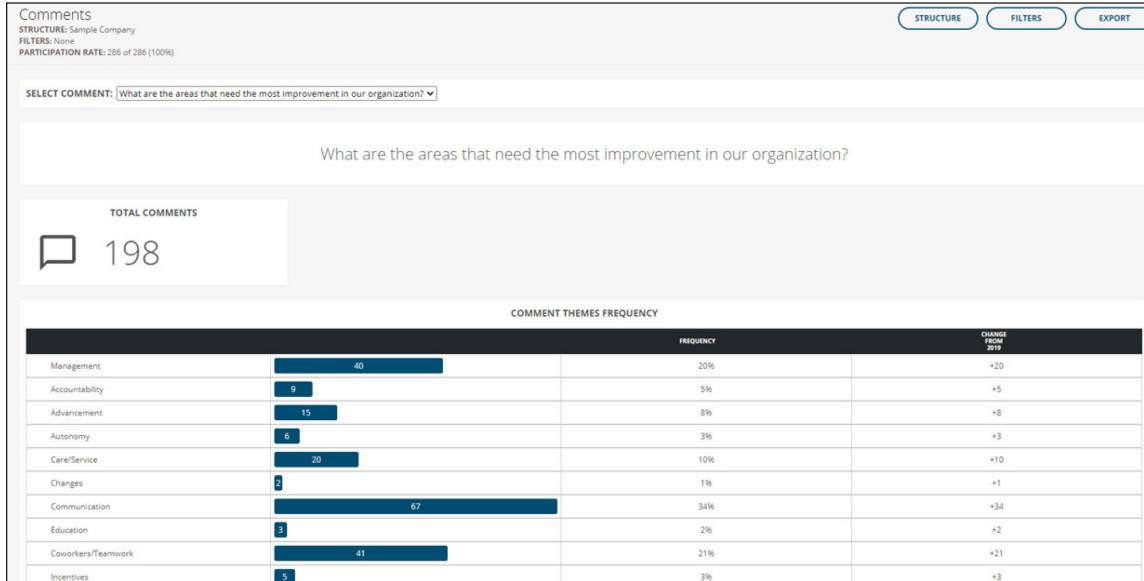 Comments
STRUCTURE: Sample Company
FILTERS: None
PARTICIPATION RATE: 286 of 286 (100%)
STRUCTURE FILTERS EXPORT
SELECT COMMENT: What are the areas that need the most improvement in our organization?
What are the areas that need the most improvement in our organization?
TOTAL COMMENTS
198
COMMENT THEMES FREQUENCY
FREQUENCY CHANGE FROM 2019
Management 40 20% +20
Accountability 9 5% +5
Advancement 15 8% +8
Autonomy 6 3% +3
Care/Service 20 10% +10
Changes 2 1% +1
Communication 67 34% +34
Education 3 2% +2
Coworkers/Teamwork 41 21% +21
Incentives 5 3% +3